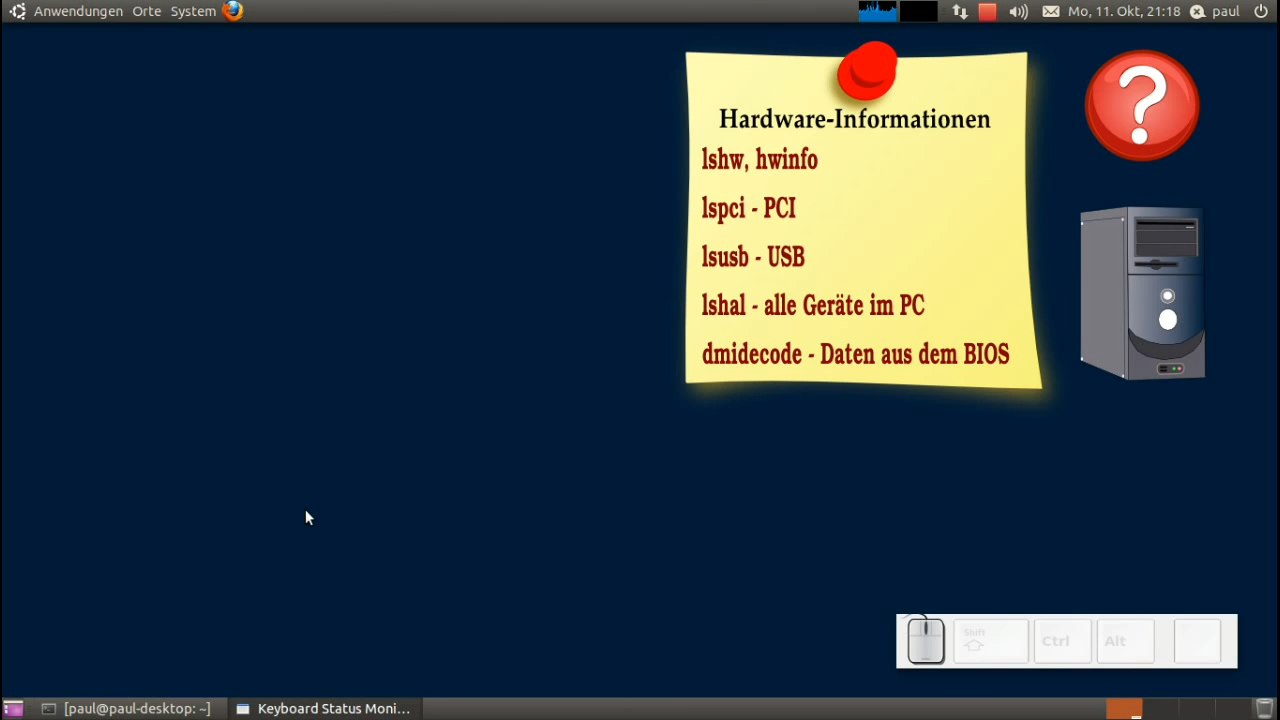 Anwendungen Orte System
Mo, 11. Okt, 21:18 paul
Hardware-Informationen
lshw, hwinfo
lspci - PCI
lsusb - USB
lshal - alle Geräte im PC
dmidecode - Daten aus dem BIOS
Shift
Ctrl
Alt
[paul@paul-desktop: ~]
Keyboard Status Moni...